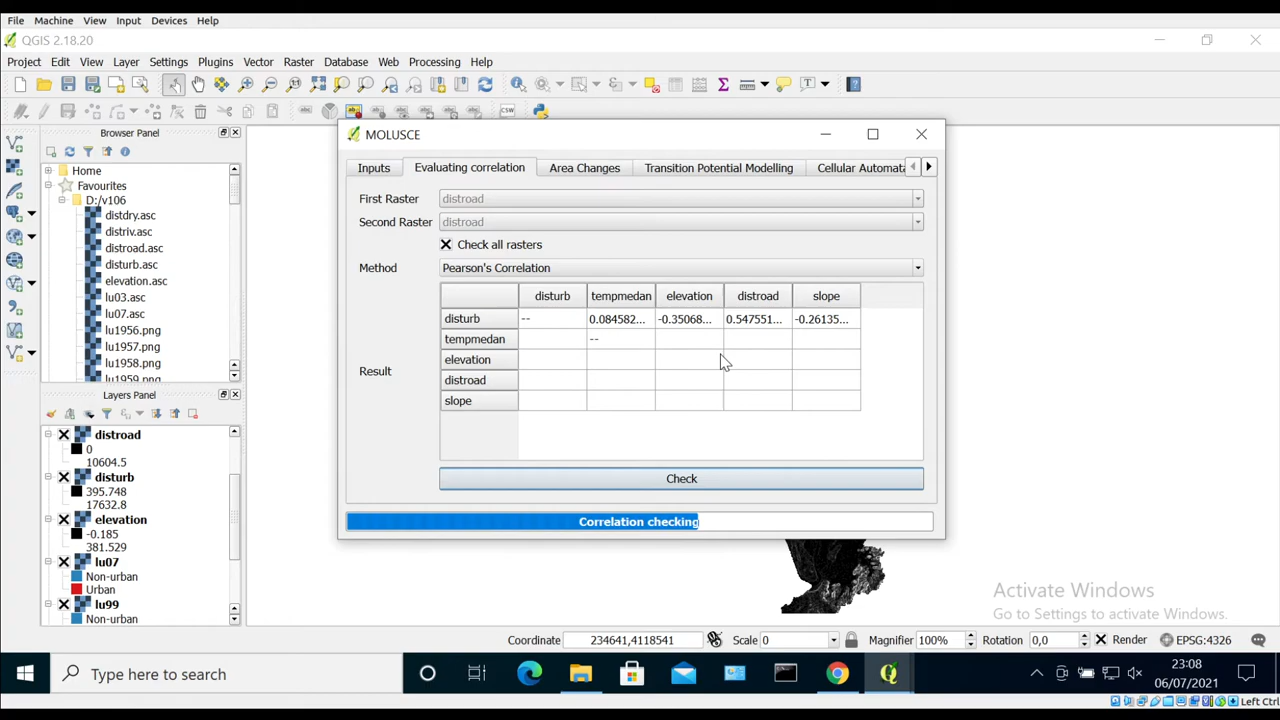 File Machine View Input Devices Help
QGIS 2.18.20
Project Edit View Layer Settings Plugins Vector Raster Database Web Processing Help
CSW
Browser Panel
Home
Favourites
D:/v106
distdry.asc
distriv.asc
distroad.asc
disturb.asc
elevation.asc
lu03.asc
lu07.asc
lu1956.png
lu1957.png
lu1958.png
lu1959.png
Layers Panel
distroad
0
10604.5
disturb
395.748
17632.8
elevation
-0.185
381.529
lu07
Non-urban
Urban
lu99
Non-urban
MOLUSCE
Inputs Evaluating correlation Area Changes Transition Potential Modelling Cellular Automata
First Raster distroad
Second Raster distroad
Check all rasters
Method Pearson's Correlation
disturb tempmedan elevation distroad slope
disturb -- 0.084582... -0.35068... 0.547551... -0.26135...
tempmedan --
elevation
distroad
slope
Result
Check
Correlation checking
Activate Windows
Go to Settings to activate Windows.
Coordinate 234641,4118541 Scale 0 Magnifier 100% Rotation 0,0 Render EPSG:4326
Type here to search
23:08
06/07/2021
Left Ctrl